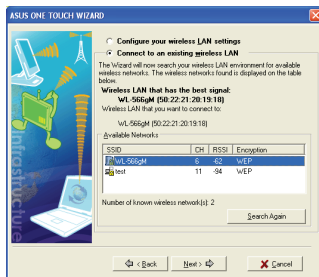 ASUS ONE TOUCH WIZARD
Configure your wireless LAN settings
Connect to an existing wireless LAN
The Wizard will now search your wireless LAN environment for available
wireless networks. The wireless networks found is displayed on the table
below.
Wireless LAN that has the best signal:
WL-566gM (50:22:21:20:19:18)
Wireless LAN that you want to connect to:
WL-566gM (50:22:21:20:19:18)
Available Networks
SSID CH RSSI Encryption
WL-566gM 6 -62 WEP
test 11 -94 WEP
Number of known wireless network(s): 2
Search Again
Infrastructure
< Back Next > Cancel